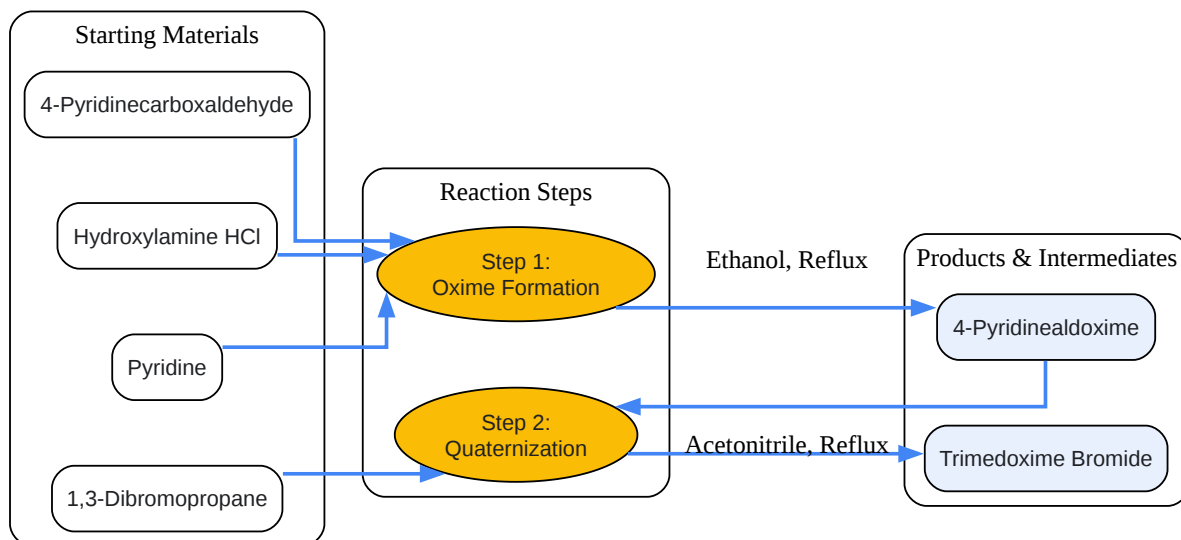 Starting Materials
4-Pyridinecarboxaldehyde
Hydroxylamine HCl
Pyridine
1,3-Dibromopropane
Reaction Steps
Step 1:
Oxime Formation
Step 2:
Quaternization
Ethanol, Reflux
Acetonitrile, Reflux
Products & Intermediates
4-Pyridinealdoxime
Trimedoxime Bromide